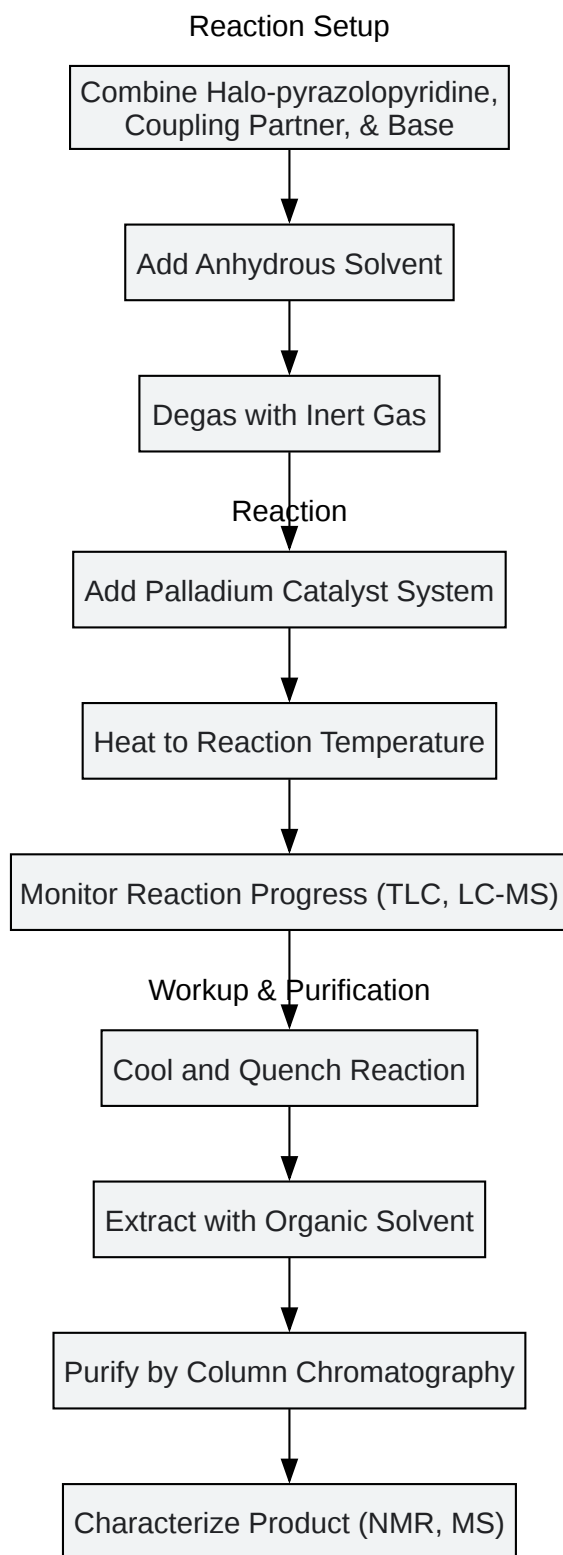 Reaction Setup
Combine Halo-pyrazolopyridine,
Coupling Partner, & Base
Add Anhydrous Solvent
Degas with Inert Gas
Reaction
Add Palladium Catalyst System
Heat to Reaction Temperature
Monitor Reaction Progress (TLC, LC-MS)
Workup & Purification
Cool and Quench Reaction
Extract with Organic Solvent
Purify by Column Chromatography
Characterize Product (NMR, MS)